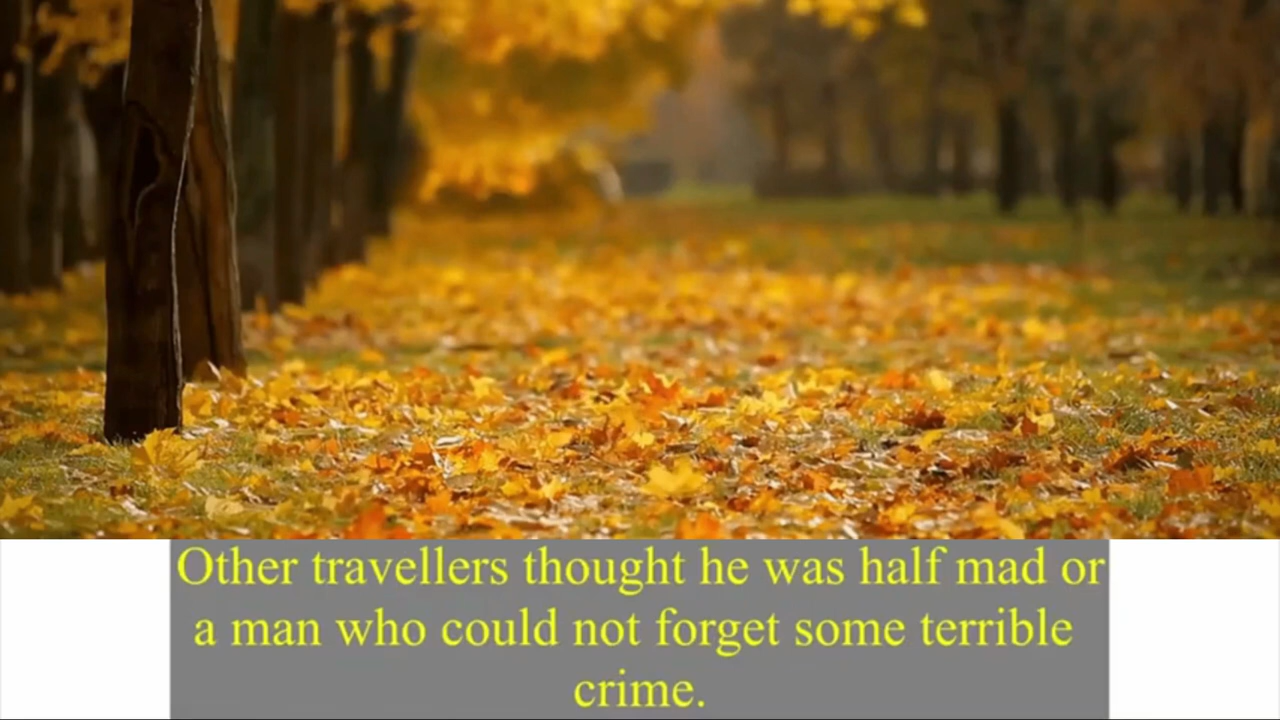 Other travellers thought he was half mad or
a man who could not forget some terrible
crime.